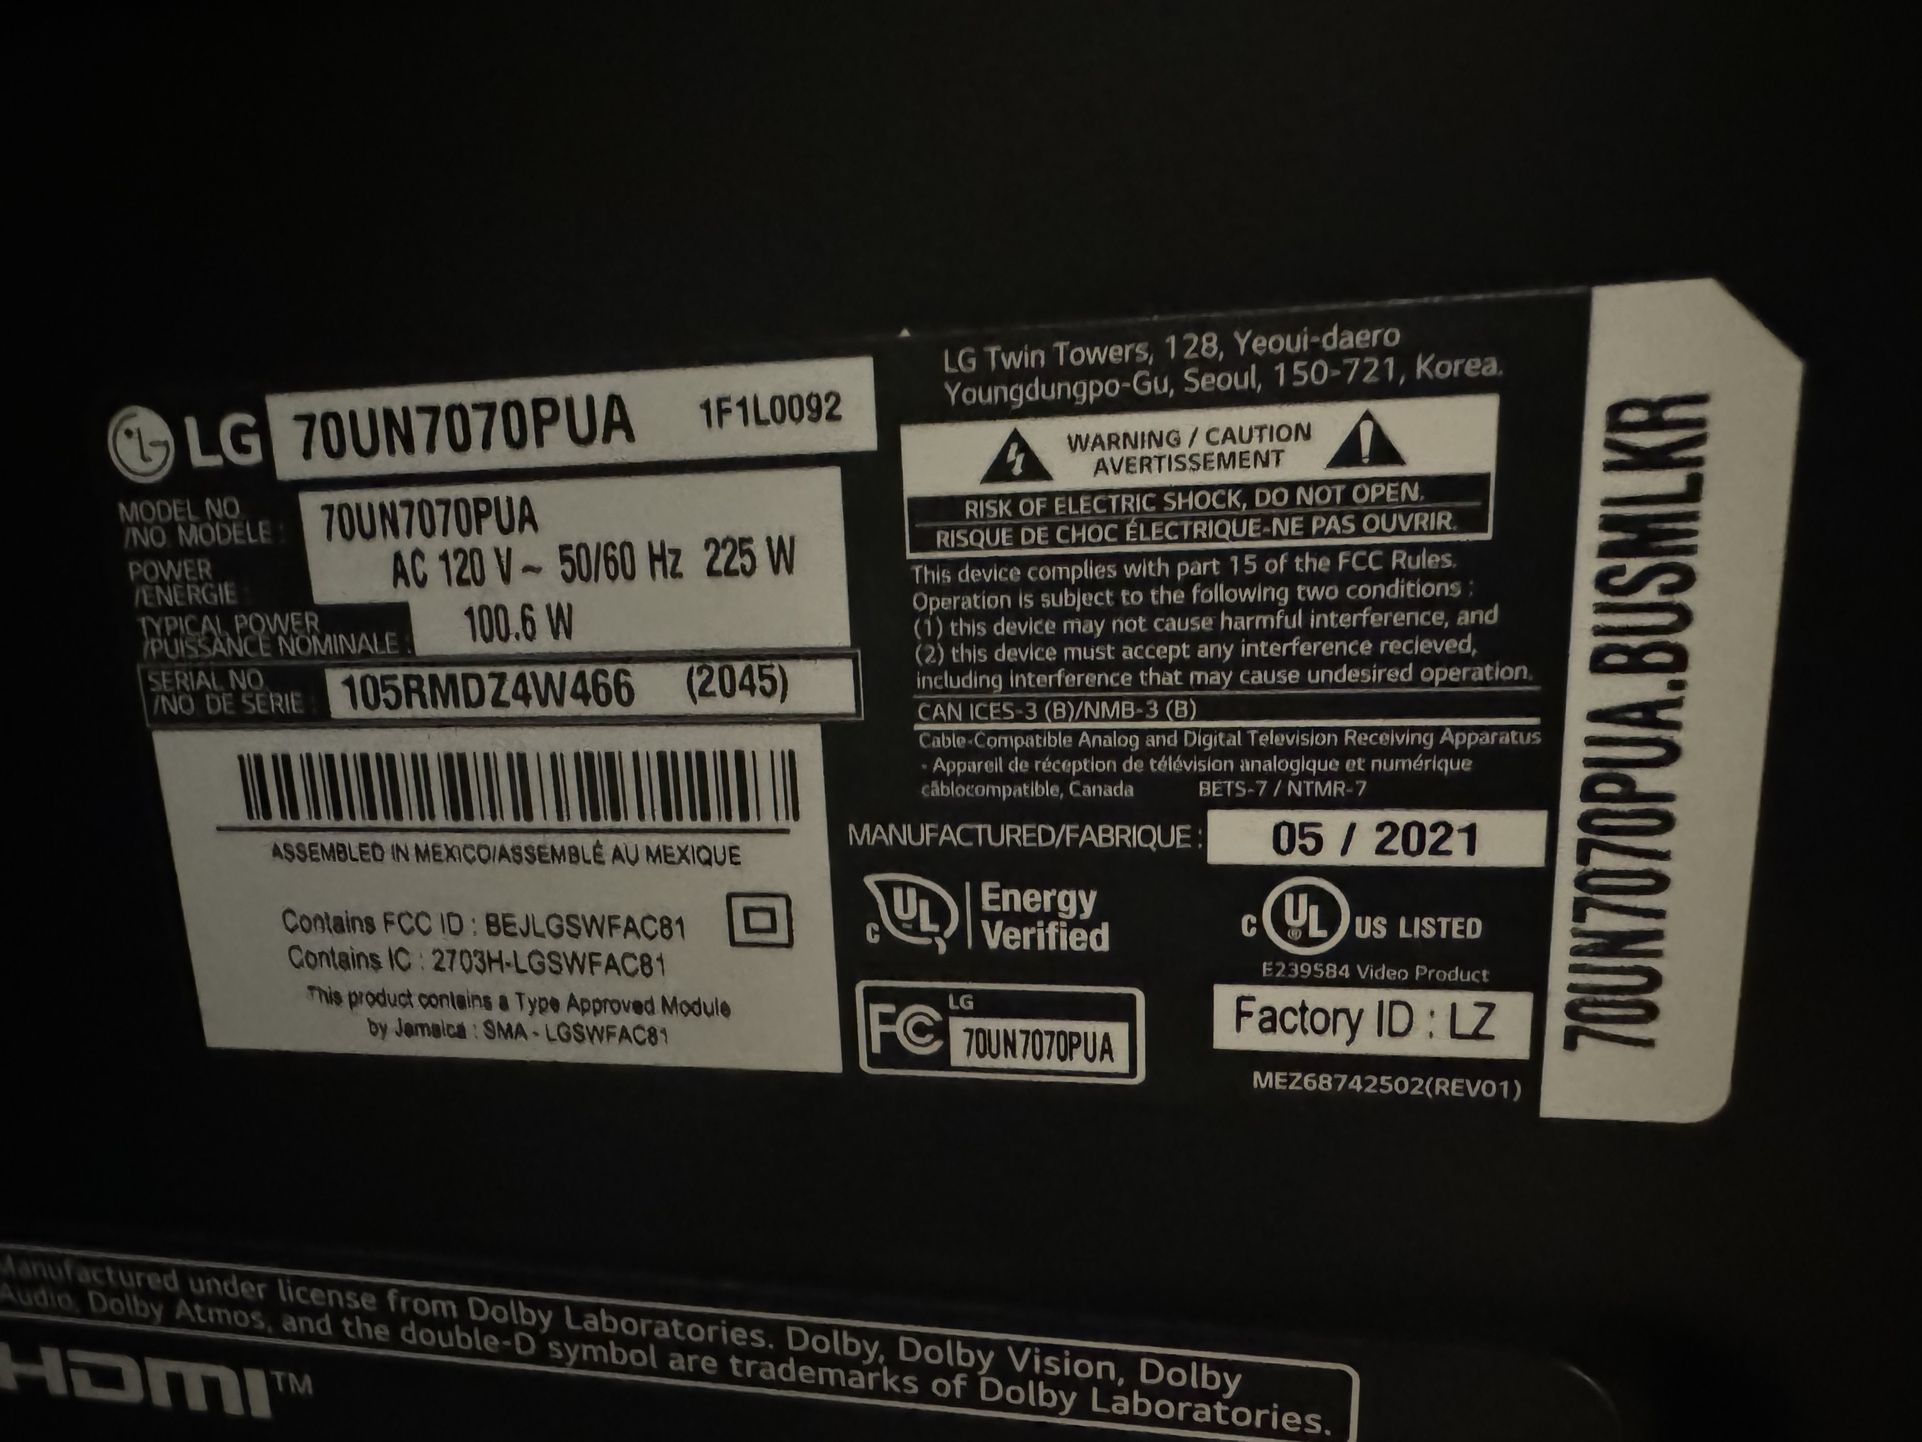 LG 70UN7070PUA 1F1L0092
MODEL NO.
/NO. MODELE :
70UN7070PUA
POWER
/ENERGIE :
AC 120 V ~ 50/60 Hz 225 W
TYPICAL POWER
/PUISSANCE NOMINALE :
100.6 W
SERIAL NO.
/NO. DE SERIE :
105RMDZ4W466 (2045)
ASSEMBLED IN MEXICO/ASSEMBLÉ AU MEXIQUE
Contains FCC ID : BEJLGSWFAC81
Contains IC : 2703H-LGSWFAC81
This product contains a Type Approved Module
by Jamaica : SMA - LGSWFAC81
LG Twin Towers, 128, Yeoui-daero
Youngdungpo-Gu, Seoul, 150-721, Korea.
WARNING / CAUTION
AVERTISSEMENT
RISK OF ELECTRIC SHOCK, DO NOT OPEN.
RISQUE DE CHOC ÉLECTRIQUE-NE PAS OUVRIR.
This device complies with part 15 of the FCC Rules.
Operation is subject to the following two conditions :
(1) this device may not cause harmful interference, and
(2) this device must accept any interference recieved,
including interference that may cause undesired operation.
CAN ICES-3 (B)/NMB-3 (B)
Cable-Compatible Analog and Digital Television Receiving Apparatus
- Appareil de réception de télévision analogique et numérique
câblocompatible, Canada BETS-7 / NTMR-7
MANUFACTURED/FABRIQUE : 05 / 2021
C UL Energy
Verified
C UL US LISTED
E239584 Video Product
FC LG
70UN7070PUA
Factory ID : LZ
MEZ68742502(REV01)
70UN7070PUA.BUSMLKR
Manufactured under license from Dolby Laboratories. Dolby, Dolby Vision, Dolby
Audio, Dolby Atmos, and the double-D symbol are trademarks of Dolby Laboratories.
HDMI™